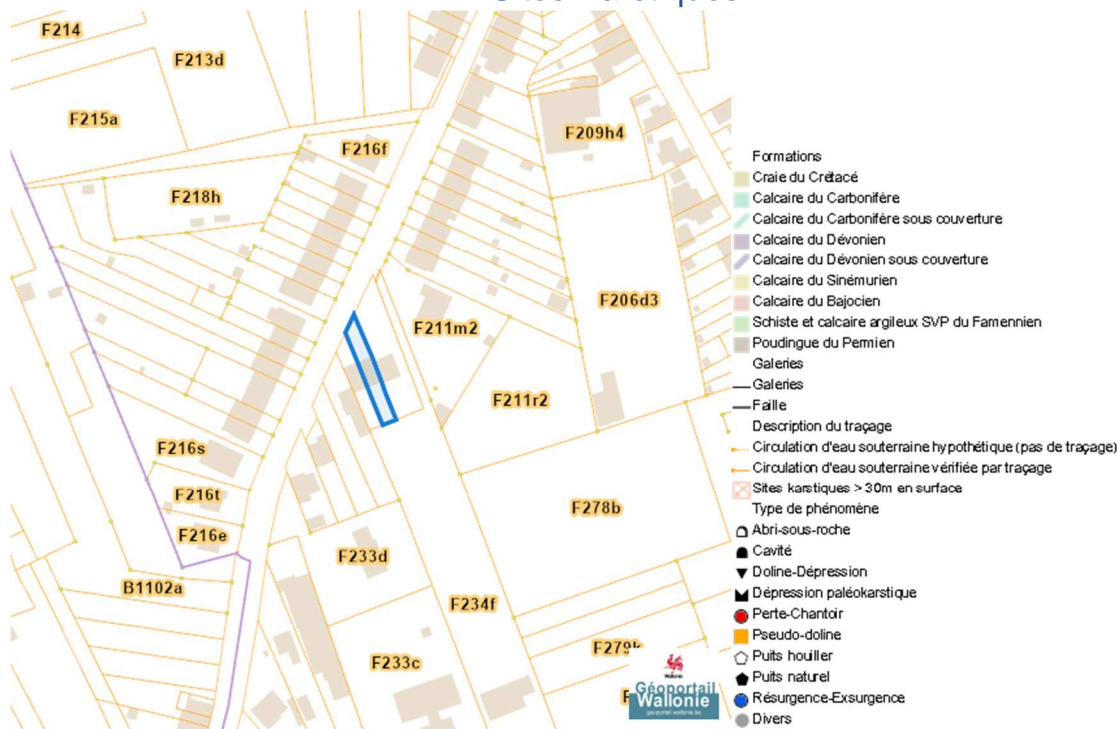 F214
F213d
F215a
F216f
F209h4
F218h
F206d3
F211m2
F211r2
F216s
F216t
F278b
F216e
F233d
B1102a
F234f
F233c
Wallonie
Géoportail
Wallonie
geoportail.wallonie.be
Formations
Craie du Crétacé
Calcaire du Carbonifère
Calcaire du Carbonifère sous couverture
Calcaire du Dévonien
Calcaire du Dévonien sous couverture
Calcaire du Sinémurien
Calcaire du Bajocien
Schiste et calcaire argileux SVP du Famennien
Poudingue du Permien
Galeries
Galeries
Faille
Description du traçage
Circulation d'eau souterraine hypothétique (pas de traçage)
Circulation d'eau souterraine vérifiée par traçage
Sites karstiques > 30m en surface
Type de phénomène
Abri-sous-roche
Cavité
Doline-Dépression
Dépression paléokarstique
Perte-Chantoir
Pseudo-doline
Puits houiller
Puits naturel
Résurgence-Exsurgence
Divers